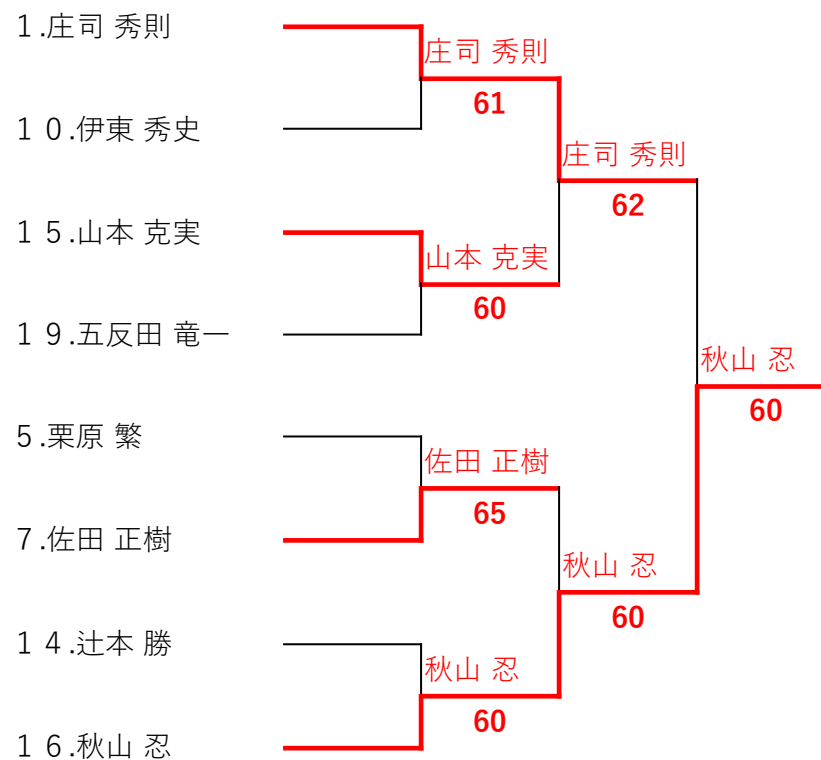 １.庄司 秀則
庄司 秀則
61
１０.伊東 秀史
庄司 秀則
62
１５.山本 克実
山本 克実
60
１９.五反田 竜一
秋山 忍
60
５.栗原 繁
佐田 正樹
65
７.佐田 正樹
秋山 忍
60
１４.辻本 勝
秋山 忍
60
１６.秋山 忍